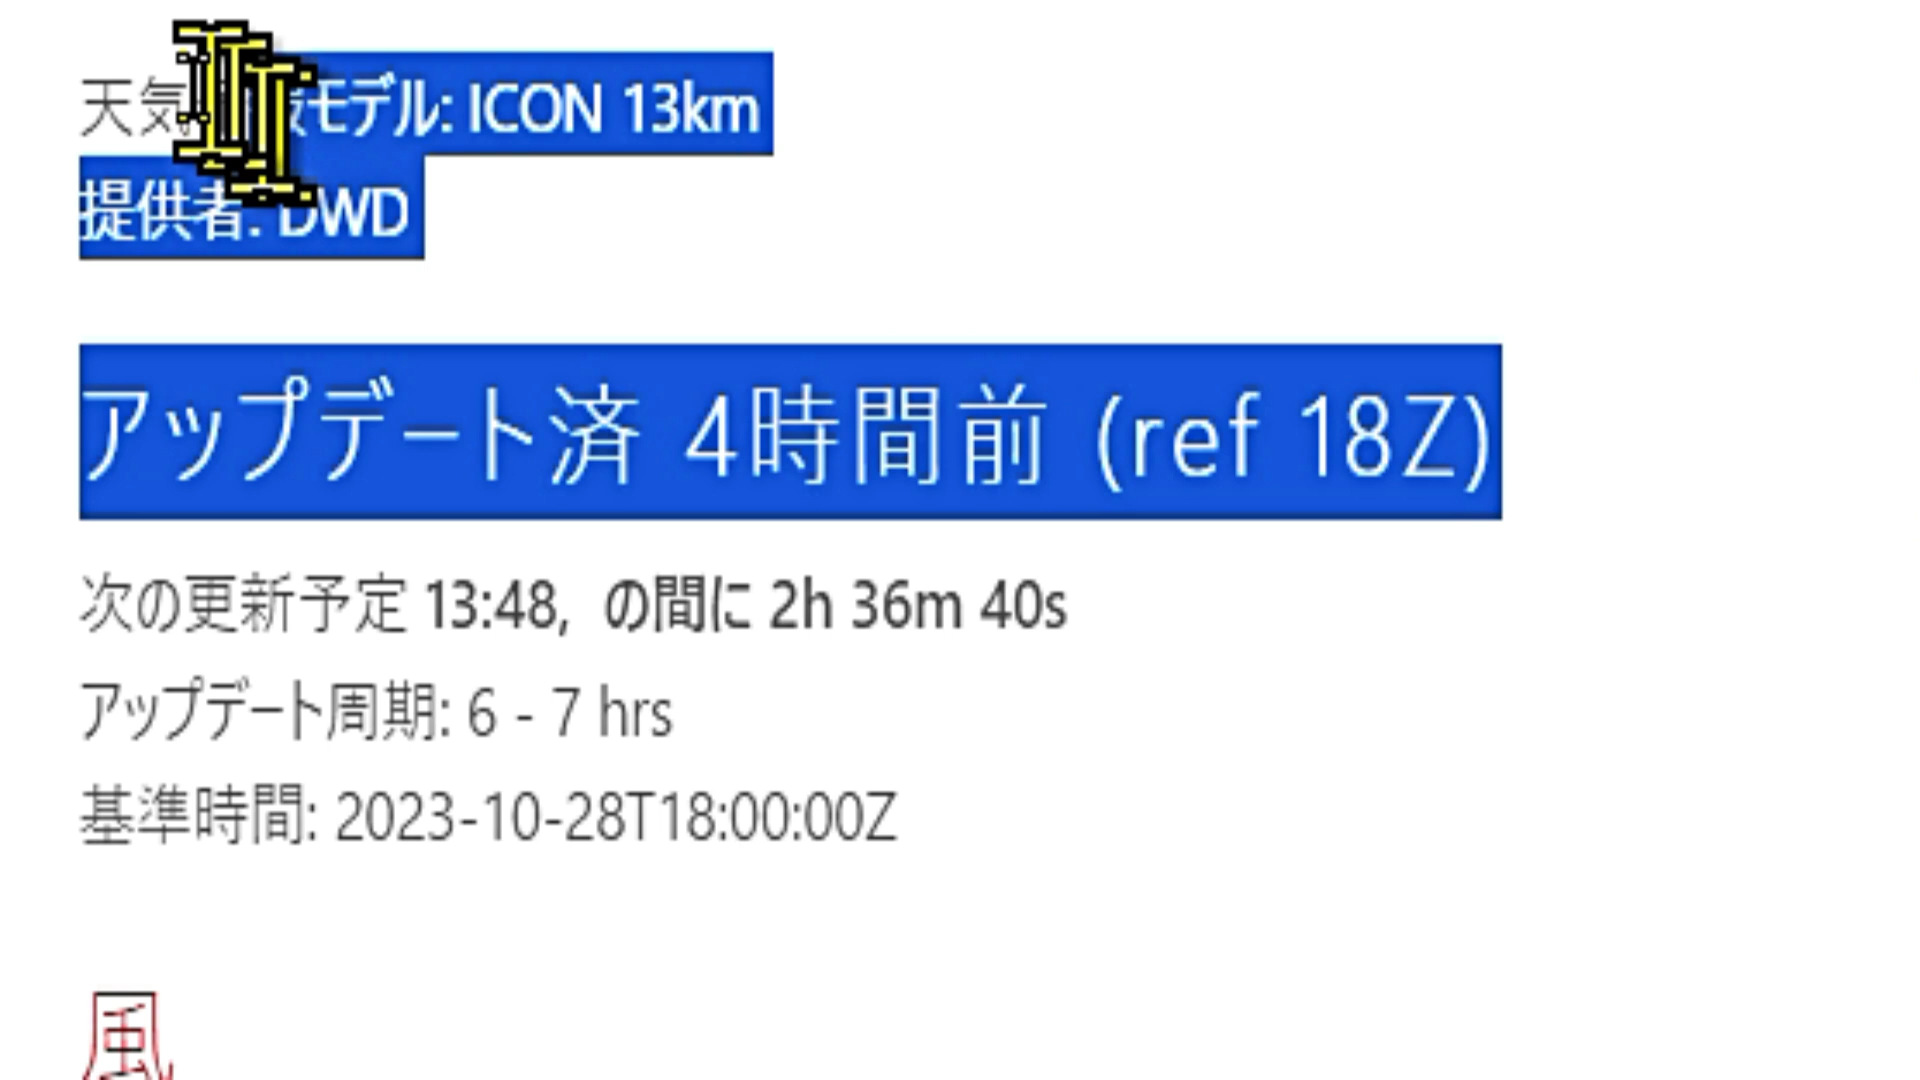 天気 モデル: ICON 13km
提供者: DWD
アップデート済 4時間前 (ref 18Z)
次の更新予定 13:48, の間に 2h 36m 40s
アップデート周期: 6 - 7 hrs
基準時間: 2023-10-28T18:00:00Z
風